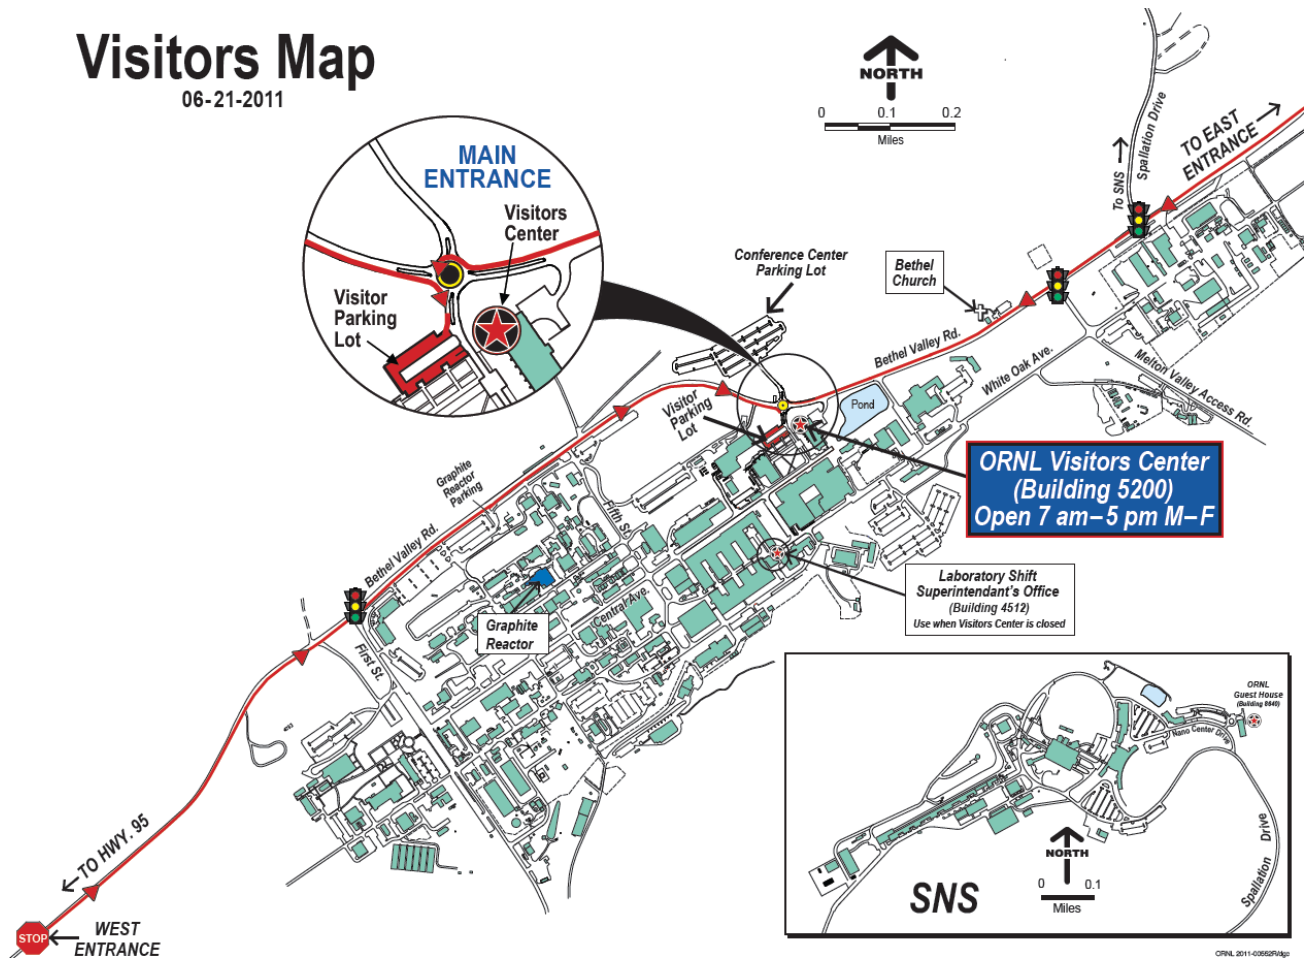 Visitors Map
06-21-2011
NORTH
0 0.1 0.2
Miles
MAIN
ENTRANCE
Visitors
Center
Visitor
Parking
Lot
Conference Center
Parking Lot
Bethel
Church
To SNS
Spallation Drive
TO EAST
ENTRANCE
Bethel Valley Rd.
White Oak Ave.
Melton Valley Access Rd.
Pond
Visitor
Parking
Lot
ORNL Visitors Center
(Building 5200)
Open 7 am–5 pm M–F
Graphite
Reactor
Parking
Fifth St.
Bethel Valley Rd.
Central Ave.
Graphite
Reactor
First St.
Laboratory Shift
Superintendant's Office
(Building 4512)
Use when Visitors Center is closed
TO HWY. 95
STOP
WEST
ENTRANCE
ORNL
Guest House
(Building 8640)
Nano Center Drive
Spallation Drive
NORTH
0 0.1
Miles
SNS